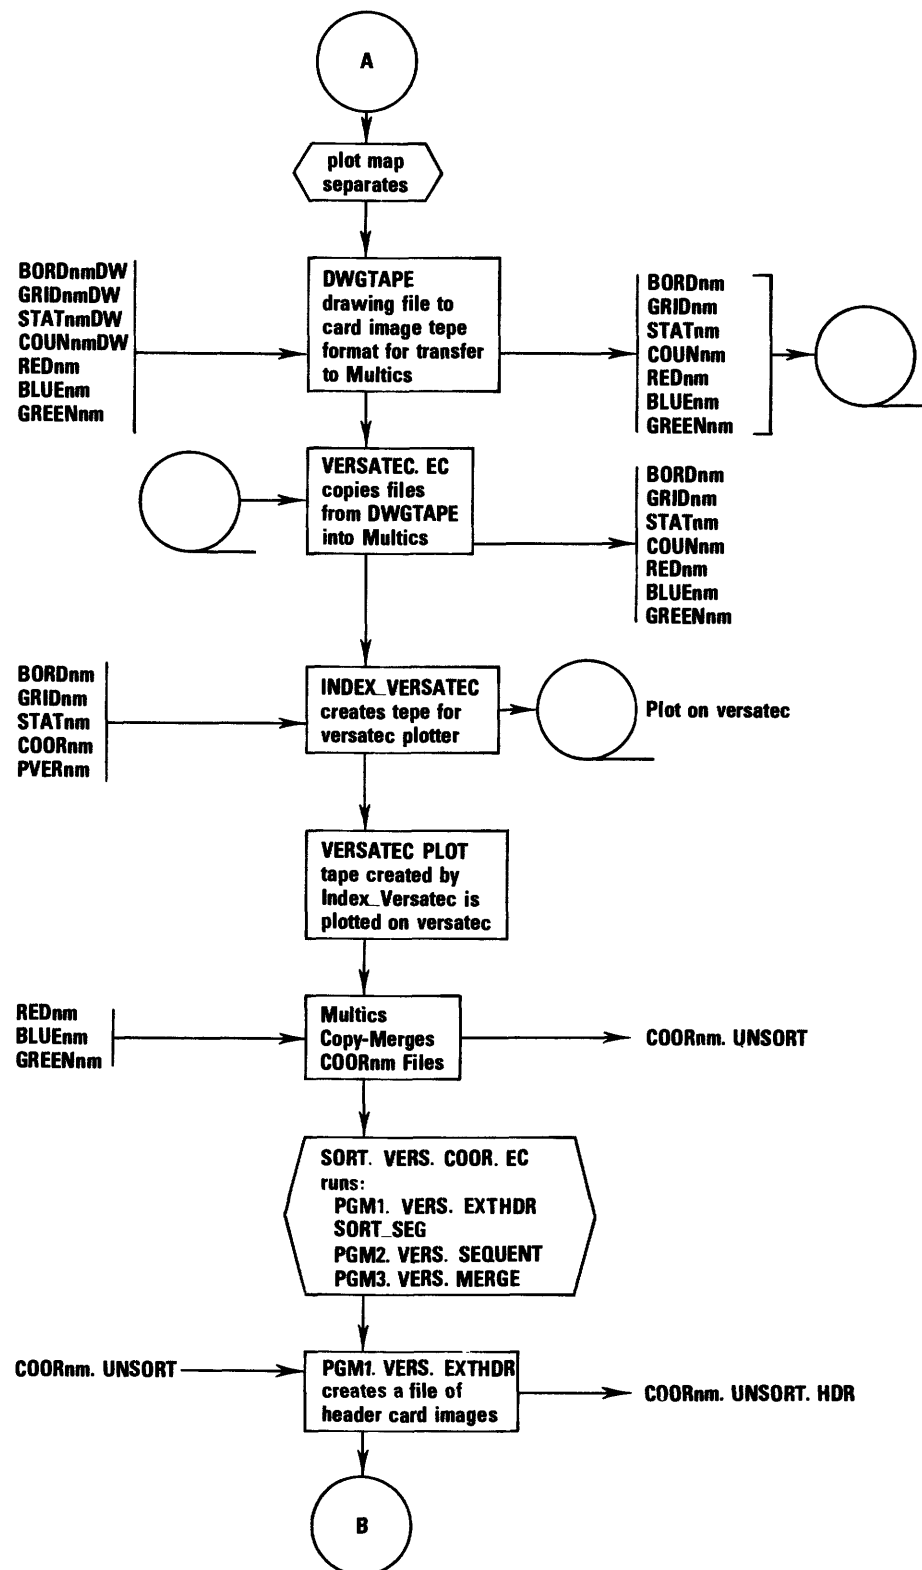 A
plot map
separates
BORDnmDW
GRIDnmDW
STATnmDW
COUNnmDW
REDnm
BLUEnm
GREENnm
DWGTAPE
drawing file to
card image tepe
format for transfer
to Multics
BORDnm
GRIDnm
STATnm
COUNnm
REDnm
BLUEnm
GREENnm
VERSATEC. EC
copies files
from DWGTAPE
into Multics
BORDnm
GRIDnm
STATnm
COUNnm
REDnm
BLUEnm
GREENnm
BORDnm
GRIDnm
STATnm
COORnm
PVERnm
INDEX_VERSATEC
creates tepe for
versatec plotter
Plot on versatec
VERSATEC PLOT
tape created by
Index_Versatec is
plotted on versatec
REDnm
BLUEnm
GREENnm
Multics
Copy-Merges
COORnm Files
COORnm. UNSORT
SORT. VERS. COOR. EC
runs:
PGM1. VERS. EXTHDR
SORT_SEG
PGM2. VERS. SEQUENT
PGM3. VERS. MERGE
COORnm. UNSORT
PGM1. VERS. EXTHDR
creates a file of
header card images
COORnm. UNSORT. HDR
B